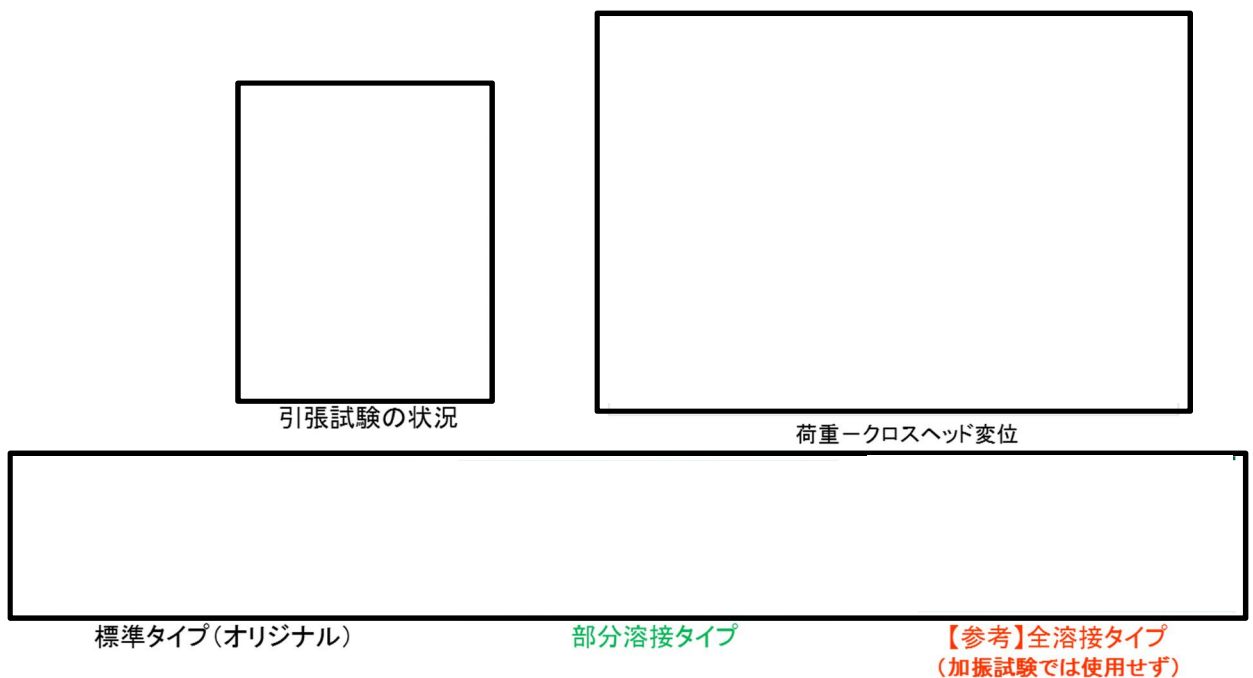 引張試験の状況
荷重－クロスヘッド変位
標準タイプ（オリジナル）
部分溶接タイプ
【参考】全溶接タイプ
（加振試験では使用せず）